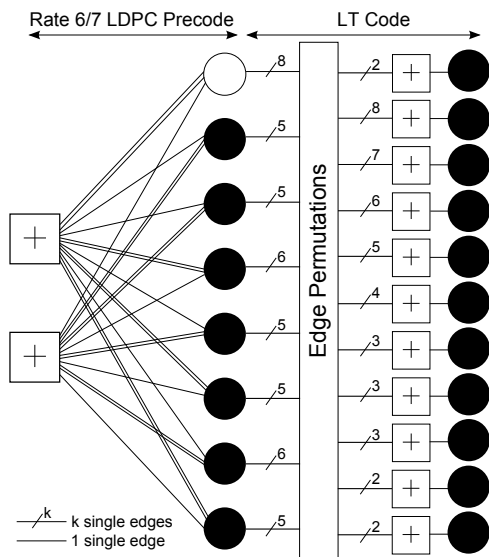 Rate 6/7 LDPC Precode LT Code
8 2
5 8
7
5 6
6 5
4
5 3
5 3
6 3
2
5 2
Edge Permutations
k
k single edges
1 single edge